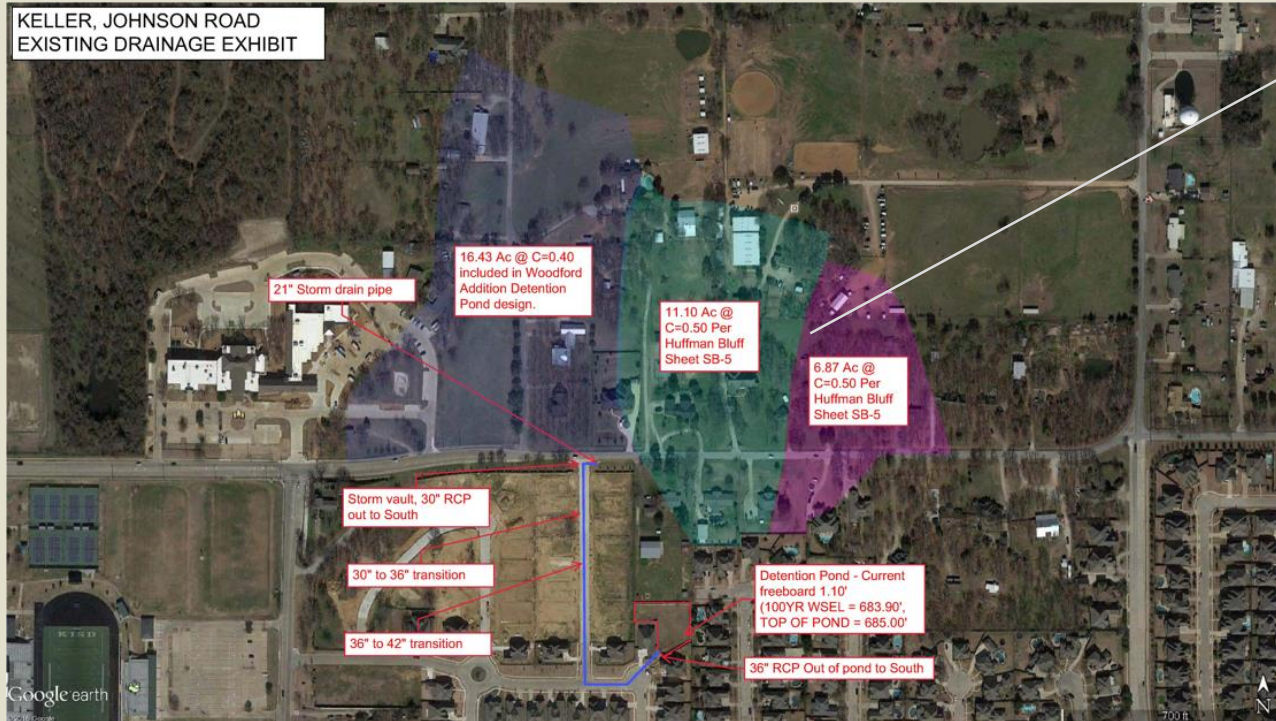 KELLER, JOHNSON ROAD
EXISTING DRAINAGE EXHIBIT
16.43 Ac @ C=0.40
included in Woodford
Addition Detention
Pond design.
21" Storm drain pipe
11.10 Ac @
C=0.50 Per
Huffman Bluff
Sheet SB-5
6.87 Ac @
C=0.50 Per
Huffman Bluff
Sheet SB-5
Storm vault, 30" RCP
out to South
30" to 36" transition
36" to 42" transition
Detention Pond - Current
freeboard 1.10'
(100YR WSEL = 683.90',
TOP OF POND = 685.00'
36" RCP Out of pond to South
KISD
Google earth
700 ft
N